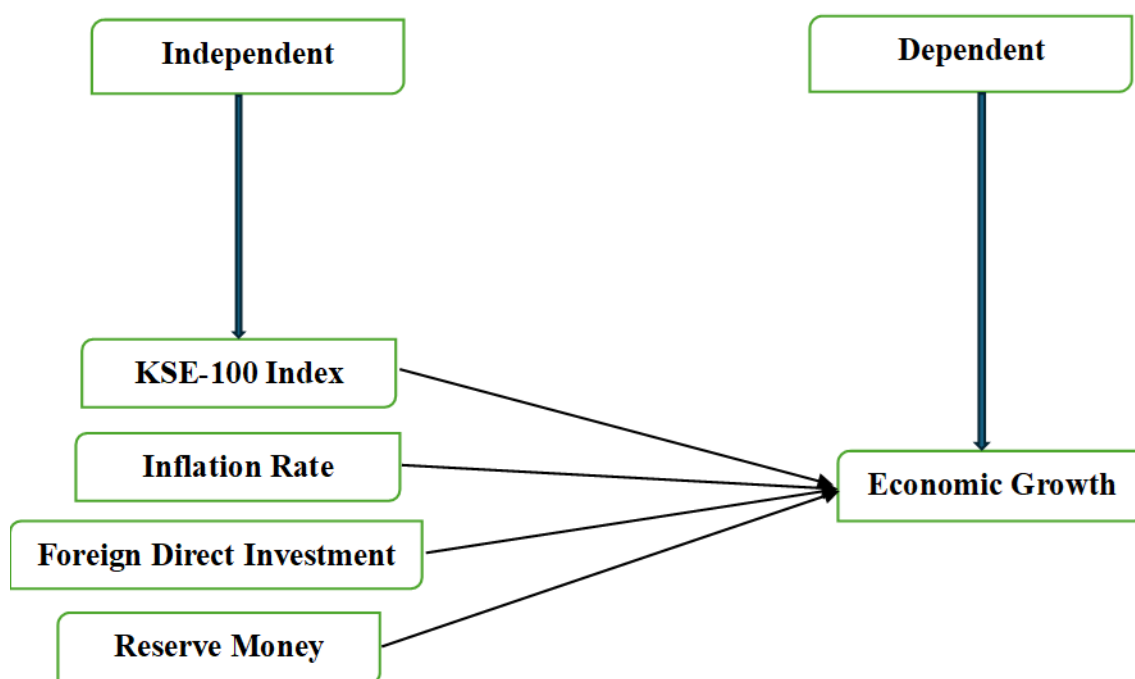 Independent
Dependent
KSE-100 Index
Inflation Rate
Economic Growth
Foreign Direct Investment
Reserve Money